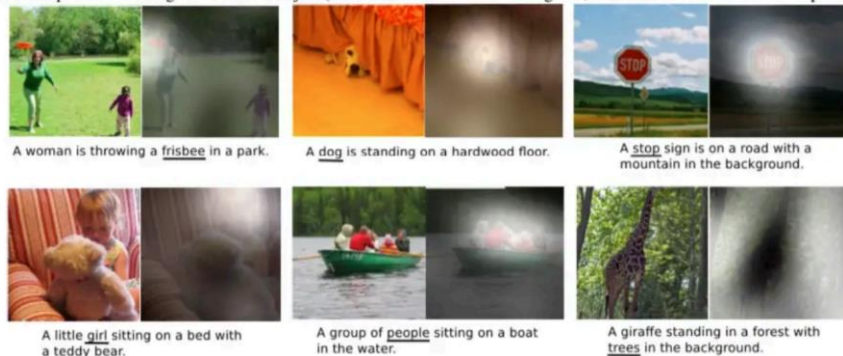 A woman is throwing a frisbee in a park.
A dog is standing on a hardwood floor.
STOP
STOP
A stop sign is on a road with a
mountain in the background.
A little girl sitting on a bed with
a teddy bear.
A group of people sitting on a boat
in the water.
A giraffe standing in a forest with
trees in the background.